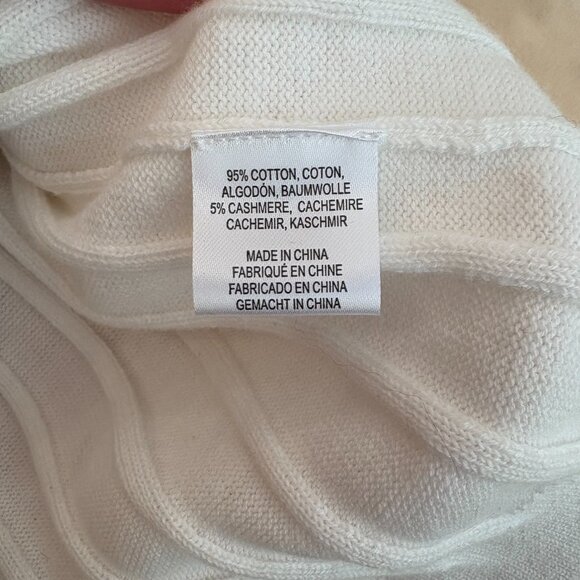 95% COTTON, COTON,
ALGODÓN, BAUMWOLLE
5% CASHMERE, CACHEMIRE
CACHEMIR, KASCHMIR
MADE IN CHINA
FABRIQUÉ EN CHINE
FABRICADO EN CHINA
GEMACHT IN CHINA